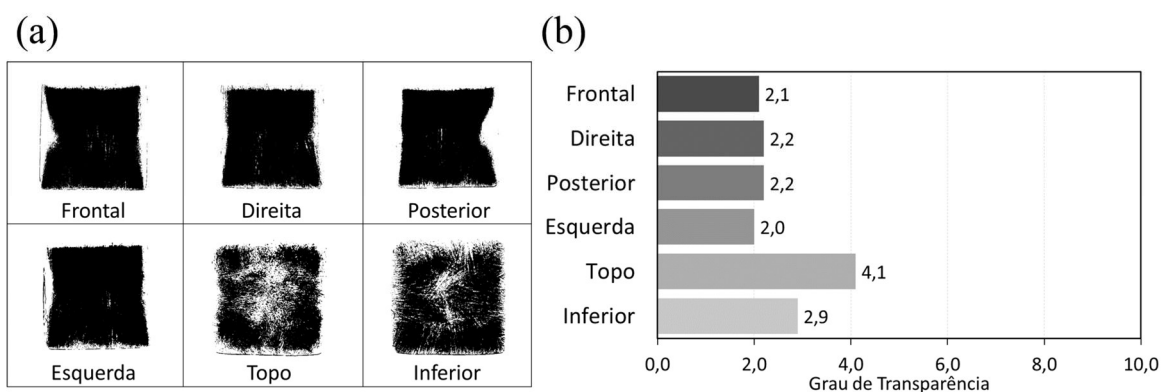 (a)
Frontal
Direita
Posterior
Esquerda
Topo
Inferior
(b)
Frontal
2,1
Direita
2,2
Posterior
2,2
Esquerda
2,0
Topo
4,1
Inferior
2,9
0,0 2,0 4,0 6,0 8,0 10,0
Grau de Transparência